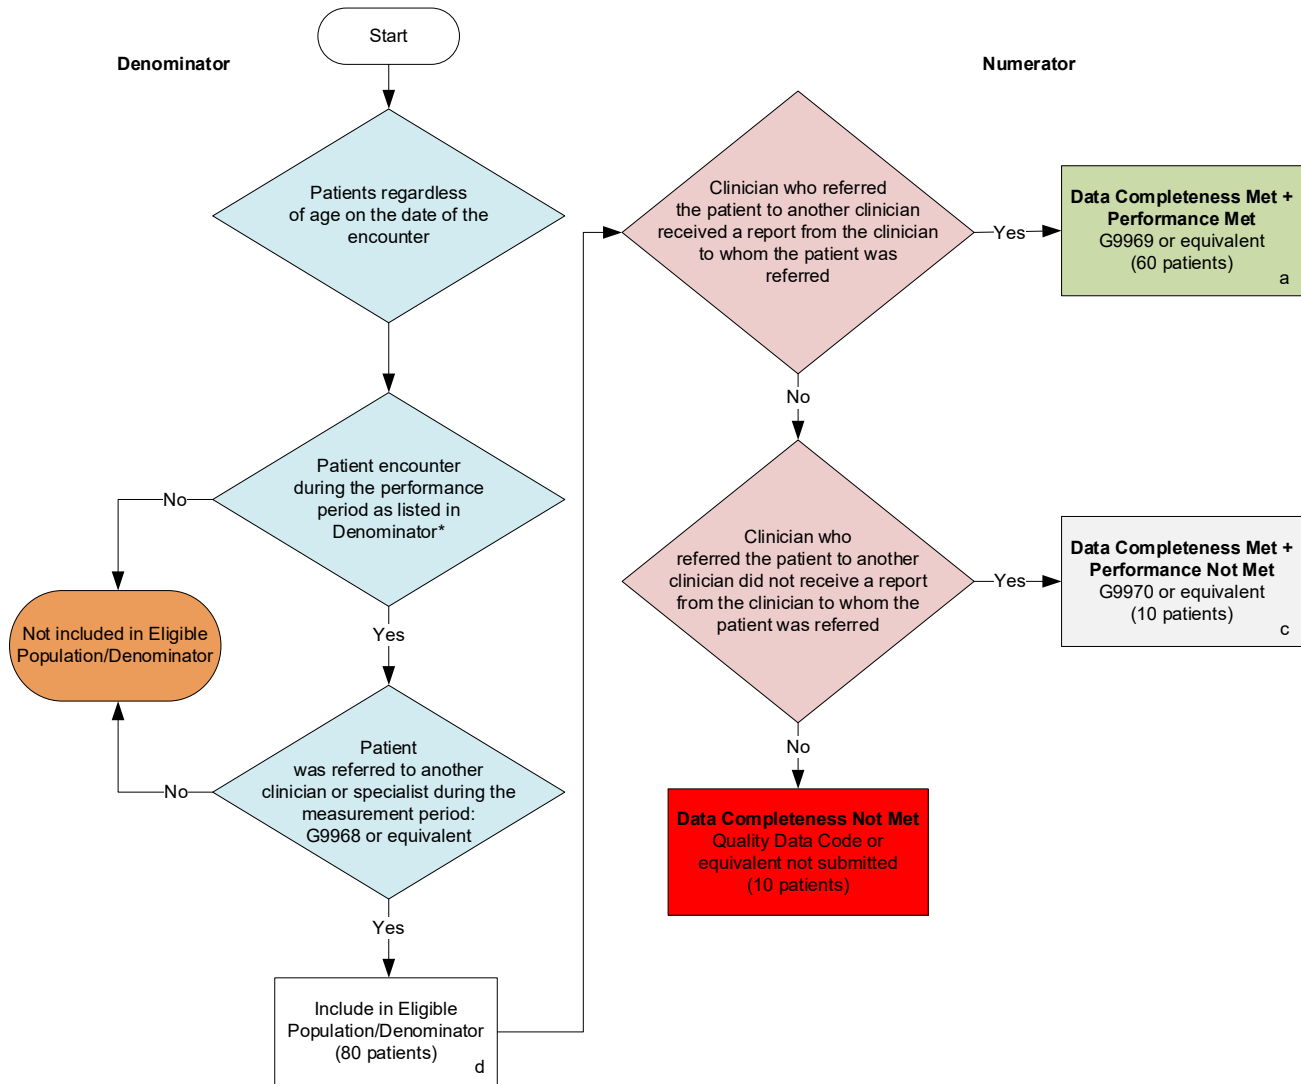 Start
Denominator
Numerator
Patients regardless
of age on the date of the
encounter
Patient encounter
during the performance
period as listed in
Denominator*
No
Yes
Not included in Eligible
Population/Denominator
Patient
was referred to another
clinician or specialist during the
measurement period:
G9968 or equivalent
No
Yes
Include in Eligible
Population/Denominator
(80 patients)
d
Clinician who referred
the patient to another clinician
received a report from the clinician
to whom the patient was
referred
Yes
Data Completeness Met +
Performance Met
G9969 or equivalent
(60 patients)
a
No
Clinician who
referred the patient to another
clinician did not receive a report
from the clinician to whom the
patient was referred
Yes
Data Completeness Met +
Performance Not Met
G9970 or equivalent
(10 patients)
c
No
Data Completeness Not Met
Quality Data Code or
equivalent not submitted
(10 patients)